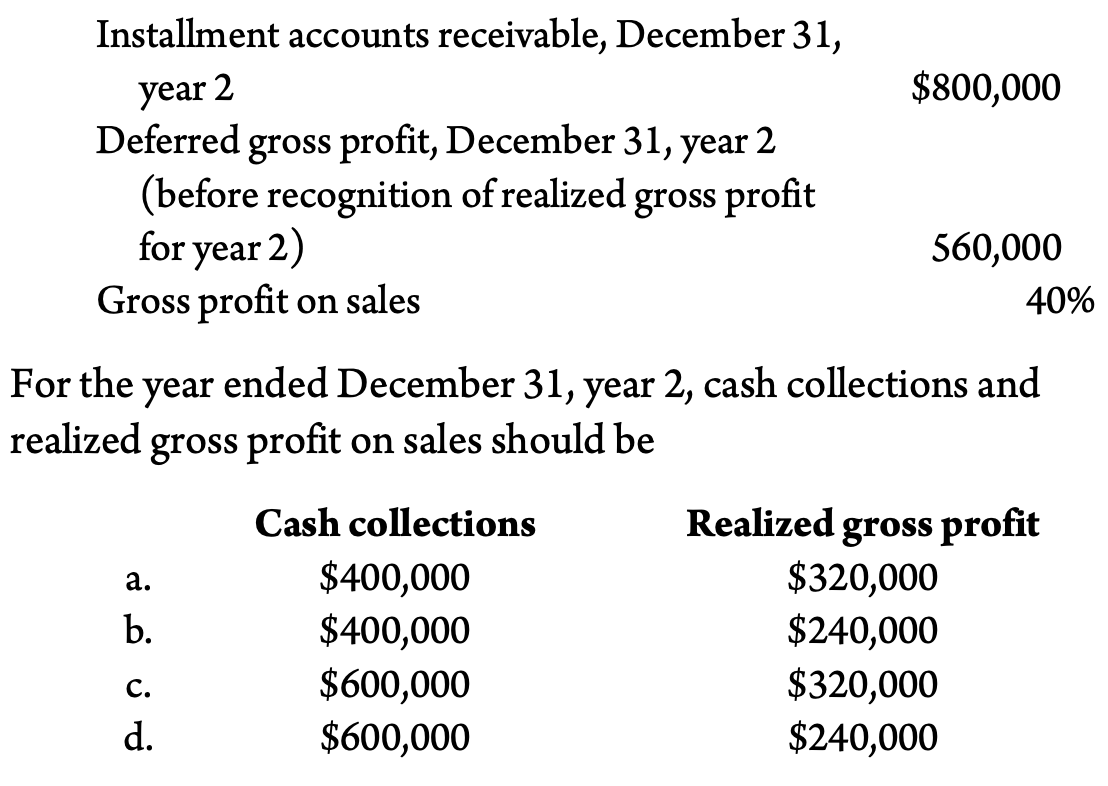 Installment accounts receivable, December 31,
year 2 $800,000
Deferred gross profit, December 31, year 2
(before recognition of realized gross profit
for year 2) 560,000
Gross profit on sales 40%
For the year ended December 31, year 2, cash collections and
realized gross profit on sales should be
Cash collections Realized gross profit
a. $400,000 $320,000
b. $400,000 $240,000
c. $600,000 $320,000
d. $600,000 $240,000